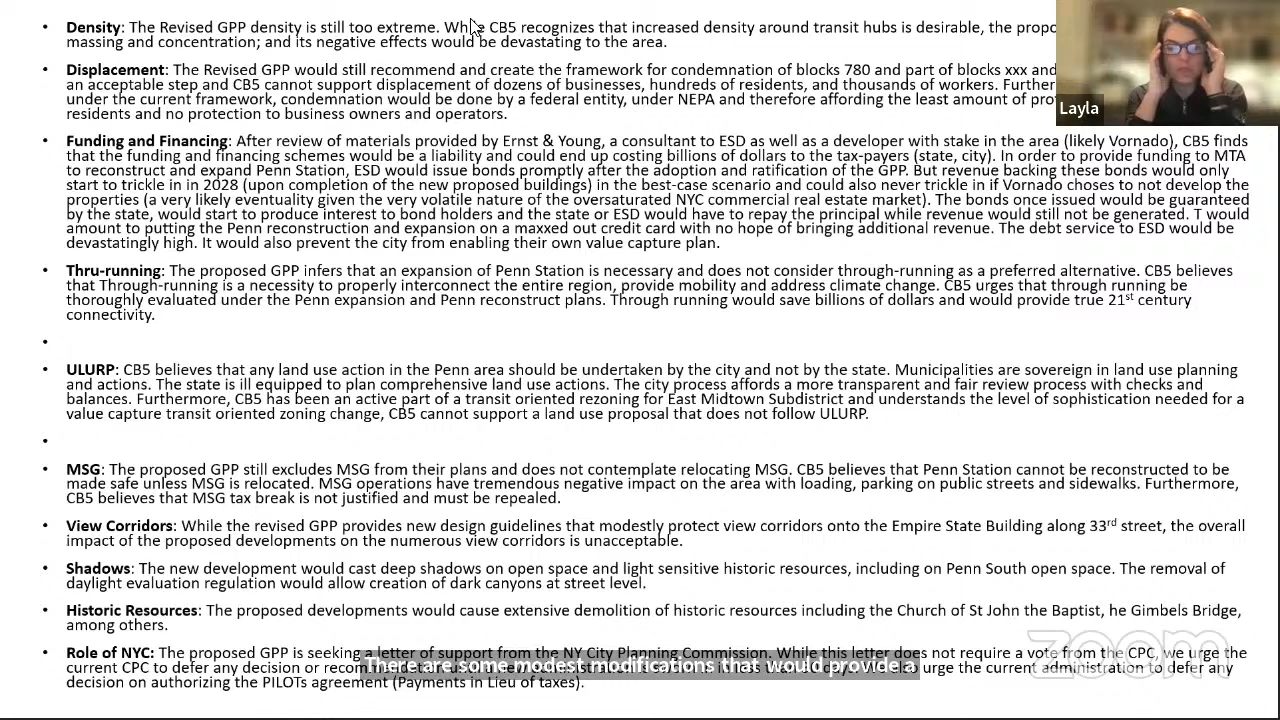 • Density: The Revised GPP density is still too extreme. While CB5 recognizes that increased density around transit hubs is desirable, the propo
massing and concentration; and its negative effects would be devastating to the area.
• Displacement: The Revised GPP would still recommend and create the framework for condemnation of blocks 780 and part of blocks xxx and
an acceptable step and CB5 cannot support displacement of dozens of businesses, hundreds of residents, and thousands of workers. Further
under the current framework, condemnation would be done by a federal entity, under NEPA and therefore affording the least amount of pro
residents and no protection to business owners and operators.
Layla
• Funding and Financing: After review of materials provided by Ernst & Young, a consultant to ESD as well as a developer with stake in the area (likely Vornado), CB5 finds
that the funding and financing schemes would be a liability and could end up costing billions of dollars to the tax-payers (state, city). In order to provide funding to MTA
to reconstruct and expand Penn Station, ESD would issue bonds promptly after the adoption and ratification of the GPP. But revenue backing these bonds would only
start to trickle in in 2028 (upon completion of the new proposed buildings) in the best-case scenario and could also never trickle in if Vornado choses to not develop the
properties (a very likely eventuality given the very volatile nature of the oversaturated NYC commercial real estate market). The bonds once issued would be guaranteed
by the state, would start to produce interest to bond holders and the state or ESD would have to repay the principal while revenue would still not be generated. T would
amount to putting the Penn reconstruction and expansion on a maxxed out credit card with no hope of bringing additional revenue. The debt service to ESD would be
devastatingly high. It would also prevent the city from enabling their own value capture plan.
• Thru-running: The proposed GPP infers that an expansion of Penn Station is necessary and does not consider through-running as a preferred alternative. CB5 believes
that Through-running is a necessity to properly interconnect the entire region, provide mobility and address climate change. CB5 urges that through running be
thoroughly evaluated under the Penn expansion and Penn reconstruct plans. Through running would save billions of dollars and would provide true 21st century
connectivity.
•
• ULURP: CB5 believes that any land use action in the Penn area should be undertaken by the city and not by the state. Municipalities are sovereign in land use planning
and actions. The state is ill equipped to plan comprehensive land use actions. The city process affords a more transparent and fair review process with checks and
balances. Furthermore, CB5 has been an active part of a transit oriented rezoning for East Midtown Subdistrict and understands the level of sophistication needed for a
value capture transit oriented zoning change, CB5 cannot support a land use proposal that does not follow ULURP.
•
• MSG: The proposed GPP still excludes MSG from their plans and does not contemplate relocating MSG. CB5 believes that Penn Station cannot be reconstructed to be
made safe unless MSG is relocated. MSG operations have tremendous negative impact on the area with loading, parking on public streets and sidewalks. Furthermore,
CB5 believes that MSG tax break is not justified and must be repealed.
• View Corridors: While the revised GPP provides new design guidelines that modestly protect view corridors onto the Empire State Building along 33rd street, the overall
impact of the proposed developments on the numerous view corridors is unacceptable.
• Shadows: The new development would cast deep shadows on open space and light sensitive historic resources, including on Penn South open space. The removal of
daylight evaluation regulation would allow creation of dark canyons at street level.
• Historic Resources: The proposed developments would cause extensive demolition of historic resources including the Church of St John the Baptist, he Gimbels Bridge,
among others.
• Role of NYC: The proposed GPP is seeking a letter of support from the NY City Planning Commission. While this letter does not require a vote from the CPC, we urge the
current CPC to defer any decision or urge the current administration to defer any
decision on authorizing the PILOTs agreement (Payments in Lieu of taxes).
There are some modest modifications that would provide a
zoom